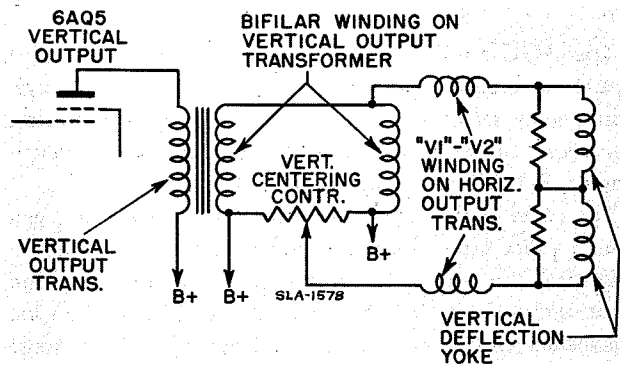 6AQ5
VERTICAL
OUTPUT
BIFILAR WINDING ON
VERTICAL OUTPUT
TRANSFORMER
"V1"-"V2"
WINDING
ON HORIZ.
OUTPUT
TRANS.
VERT.
CENTERING
CONTR.
VERTICAL
OUTPUT
TRANS.
B+
B+
B+
SLA-1578
VERTICAL
DEFLECTION
YOKE